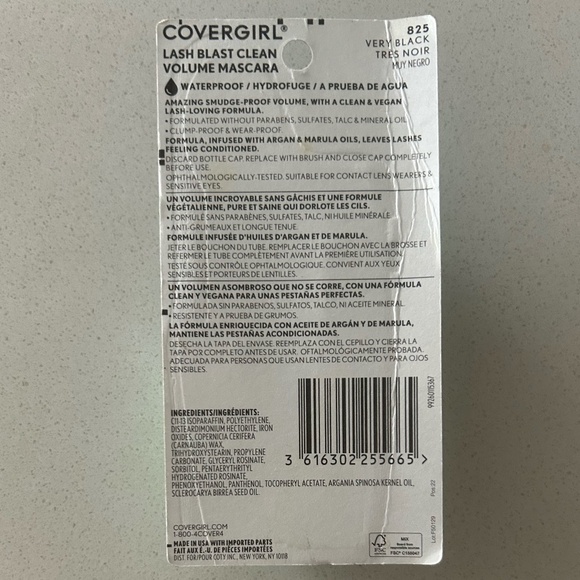 COVERGIRL®
LASH BLAST CLEAN
VOLUME MASCARA
825
VERY BLACK
TRÈS NOIR
MUY NEGRO
WATERPROOF / HYDROFUGE / A PRUEBA DE AGUA
AMAZING SMUDGE-PROOF VOLUME, WITH A CLEAN & VEGAN
LASH-LOVING FORMULA.
• FORMULATED WITHOUT PARABENS, SULFATES, TALC & MINERAL OIL
• CLUMP-PROOF & WEAR-PROOF
FORMULA, INFUSED WITH ARGAN & MARULA OILS, LEAVES LASHES
FEELING CONDITIONED.
DISCARD BOTTLE CAP. REPLACE WITH BRUSH AND CLOSE CAP COMPLETELY
BEFORE USE.
OPHTHALMOLOGICALLY-TESTED. SUITABLE FOR CONTACT LENS WEARERS &
SENSITIVE EYES.
UN VOLUME INCROYABLE SANS GÂCHIS ET UNE FORMULE
VÉGÉTALIENNE, PURE ET SAINE QUI DORLOTE LES CILS.
• FORMULE SANS PARABÈNES, SULFATES, TALC, NI HUILE MINÉRALE
• ANTI-GRUMEAUX ET LONGUE TENUE.
FORMULE INFUSÉE D'HUILES D'ARGAN ET DE MARULA.
JETER LE BOUCHON DU TUBE. REMPLACER LE BOUCHON AVEC LA BROSSE ET
REFERMER LE TUBE COMPLÈTEMENT AVANT LA PREMIÈRE UTILISATION.
TESTÉ SOUS CONTRÔLE OPHTALMOLOGIQUE. CONVIENT AUX YEUX
SENSIBLES ET PORTEURS DE LENTILLES.
UN VOLUMEN ASOMBROSO QUE NO SE CORRE, CON UNA FÓRMULA
CLEAN Y VEGANA PARA UNAS PESTAÑAS PERFECTAS.
• FORMULADA SIN PARABENOS, SULFATOS, TALCO, NI ACEITE MINERAL.
• RESISTENTE Y A PRUEBA DE GRUMOS.
LA FÓRMULA ENRIQUECIDA CON ACEITE DE ARGÁN Y DE MARULA,
MANTIENE LAS PESTAÑAS ACONDICIONADAS.
DESECHA LA TAPA DEL ENVASE. REEMPLAZA CON EL CEPILLO Y CIERRA LA
TAPA POR COMPLETO ANTES DE USAR. OFTALMOLÓGICAMENTE PROBADA.
ADECUADA PARA PERSONAS QUE USAN LENTES DE CONTACTO Y PARA OJOS
SENSIBLES.
INGREDIENTS/INGRÉDIENTS:
C11-13 ISOPARAFFIN, POLYETHYLENE,
DISTEARDIMONIUM HECTORITE, IRON
OXIDES, COPERNICIA CERIFERA
(CARNAUBA) WAX,
TRIHYDROXYSTEARIN, PROPYLENE
CARBONATE, GLYCERYL ROSINATE,
SORBITOL, PENTAERYTHRITYL
HYDROGENATED ROSINATE,
PHENOXYETHANOL, PANTHENOL, TOCOPHERYL ACETATE, ARGANIA SPINOSA KERNEL OIL,
SCLEROCARYA BIRREA SEED OIL.
99260115367
3 616302 255665 >
COVERGIRL.COM
1-800-4COVER4
MADE IN USA WITH IMPORTED PARTS
FAIT AUX É.-U. DE PIÈCES IMPORTÉES
DIST. FOR/POUR COTY INC., NEW YORK, NY 10118
FSC
MIX